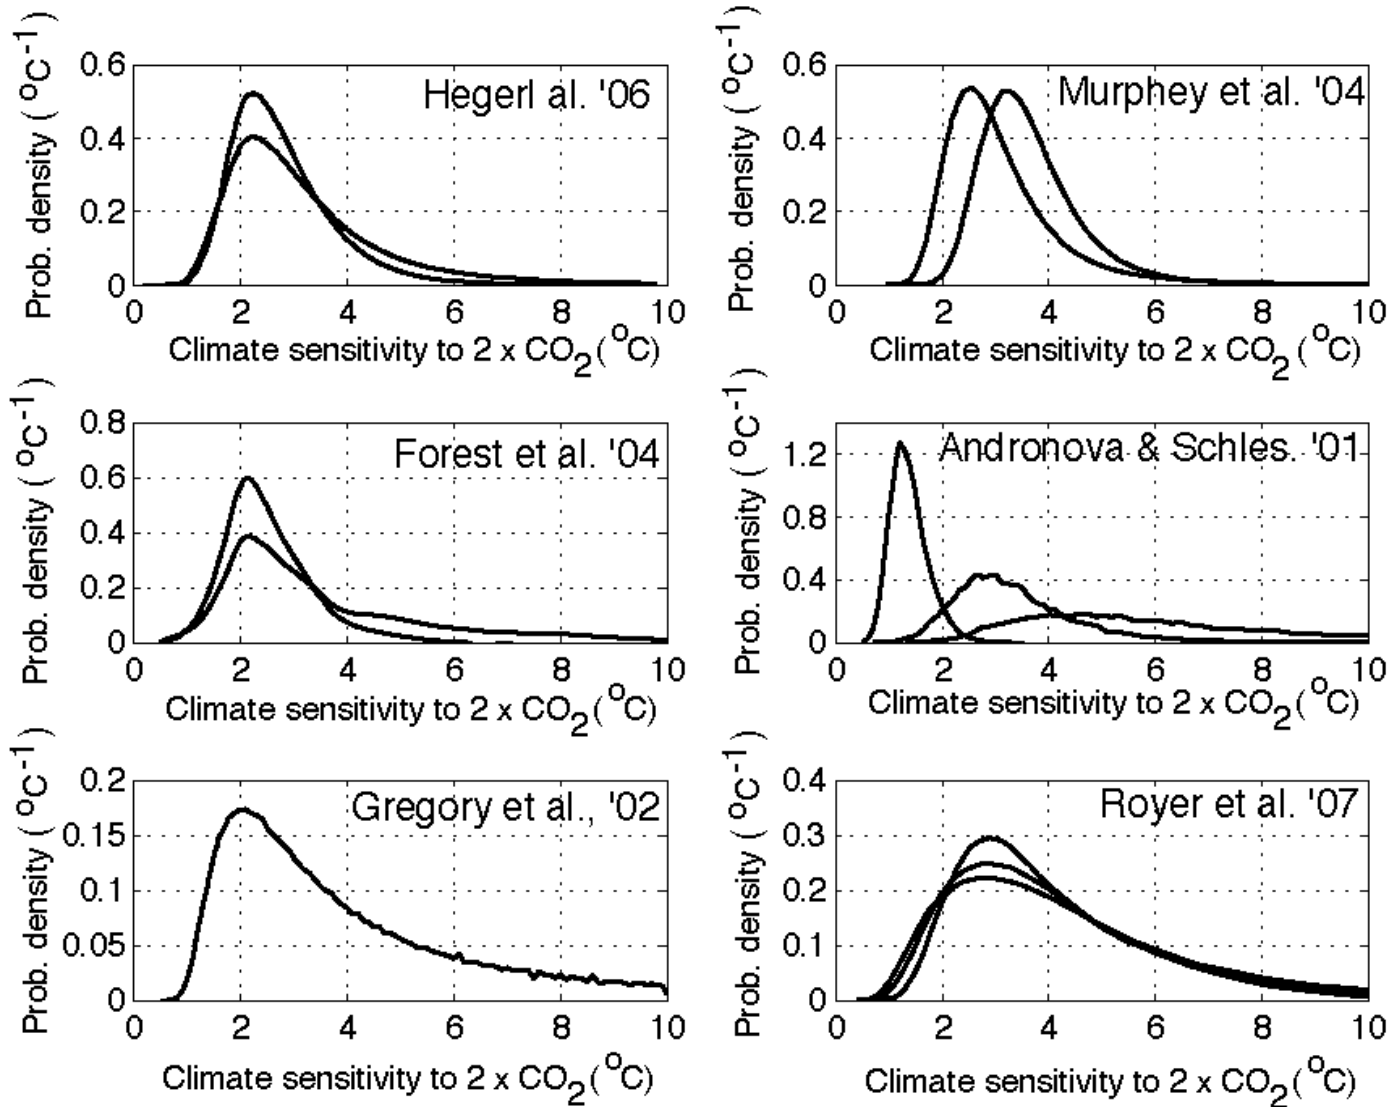 Prob. density ( °C⁻¹)
0.6
0.4
0.2
0
Hegerl al. '06
0 2 4 6 8 10
Climate sensitivity to 2 x CO₂ ( °C)
Prob. density ( °C⁻¹)
0.6
0.4
0.2
0
Murphey et al. '04
0 2 4 6 8 10
Climate sensitivity to 2 x CO₂ ( °C)
Prob. density ( °C⁻¹)
0.8
0.6
0.4
0.2
0
Forest et al. '04
0 2 4 6 8 10
Climate sensitivity to 2 x CO₂ ( °C)
Prob. density ( °C⁻¹)
1.2
0.8
0.4
0
Andronova & Schles. '01
0 2 4 6 8 10
Climate sensitivity to 2 x CO₂ ( °C)
Prob. density ( °C⁻¹)
0.2
0.15
0.1
0.05
0
Gregory et al., '02
0 2 4 6 8 10
Climate sensitivity to 2 x CO₂ ( °C)
Prob. density ( °C⁻¹)
0.4
0.3
0.2
0.1
0
Royer et al. '07
0 2 4 6 8 10
Climate sensitivity to 2 x CO₂ ( °C)